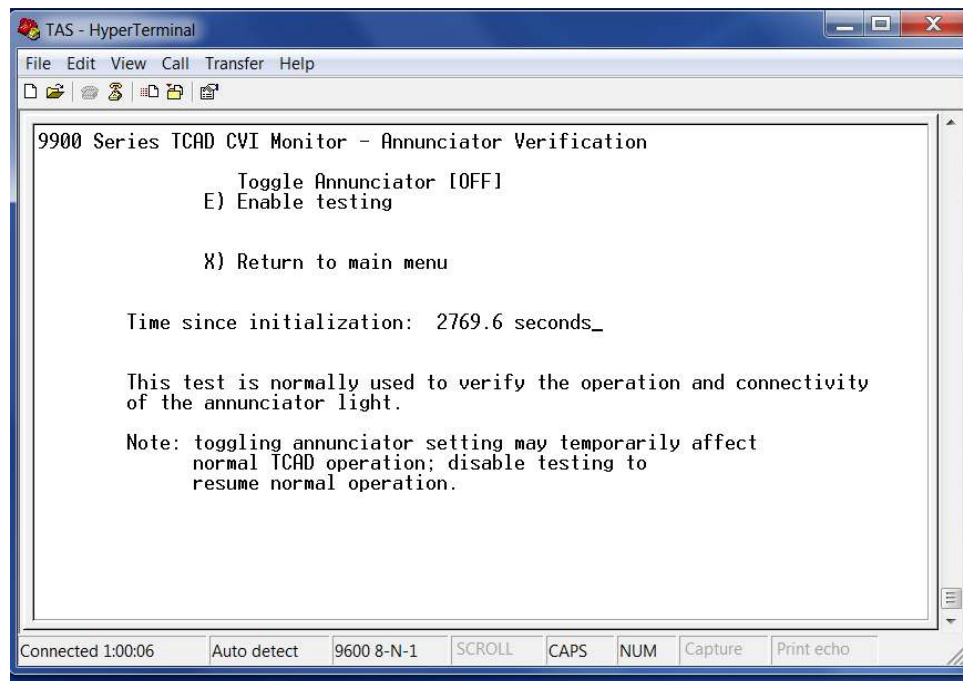 TAS - HyperTerminal
File Edit View Call Transfer Help
9900 Series TCAD CVI Monitor - Annunciator Verification
Toggle Annunciator [OFF]
E) Enable testing
X) Return to main menu
Time since initialization: 2769.6 seconds_
This test is normally used to verify the operation and connectivity
of the annunciator light.
Note: toggling annunciator setting may temporarily affect
normal TCAD operation; disable testing to
resume normal operation.
Connected 1:00:06 Auto detect 9600 8-N-1 SCROLL CAPS NUM Capture Print echo